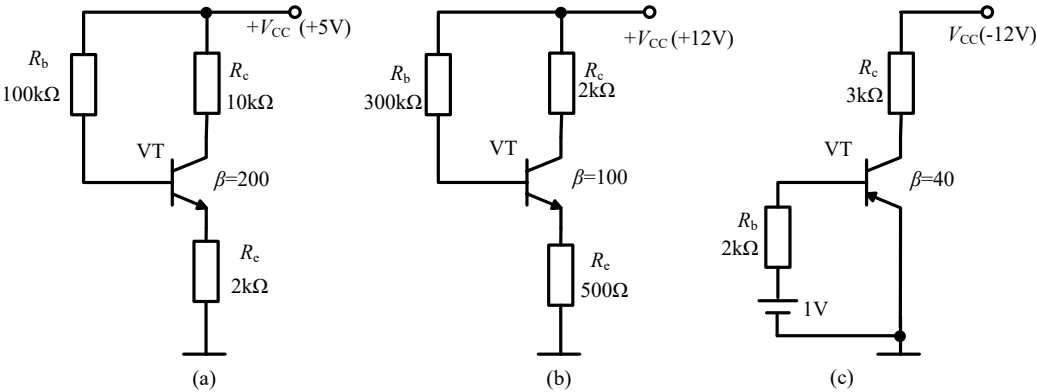 +VCC (+5V)
Rb
100kΩ
Rc
10kΩ
VT
β=200
Re
2kΩ
(a)
+VCC (+12V)
Rb
300kΩ
Rc
2kΩ
VT
β=100
Re
500Ω
(b)
VCC(-12V)
Rc
3kΩ
VT
β=40
Rb
2kΩ
1V
(c)